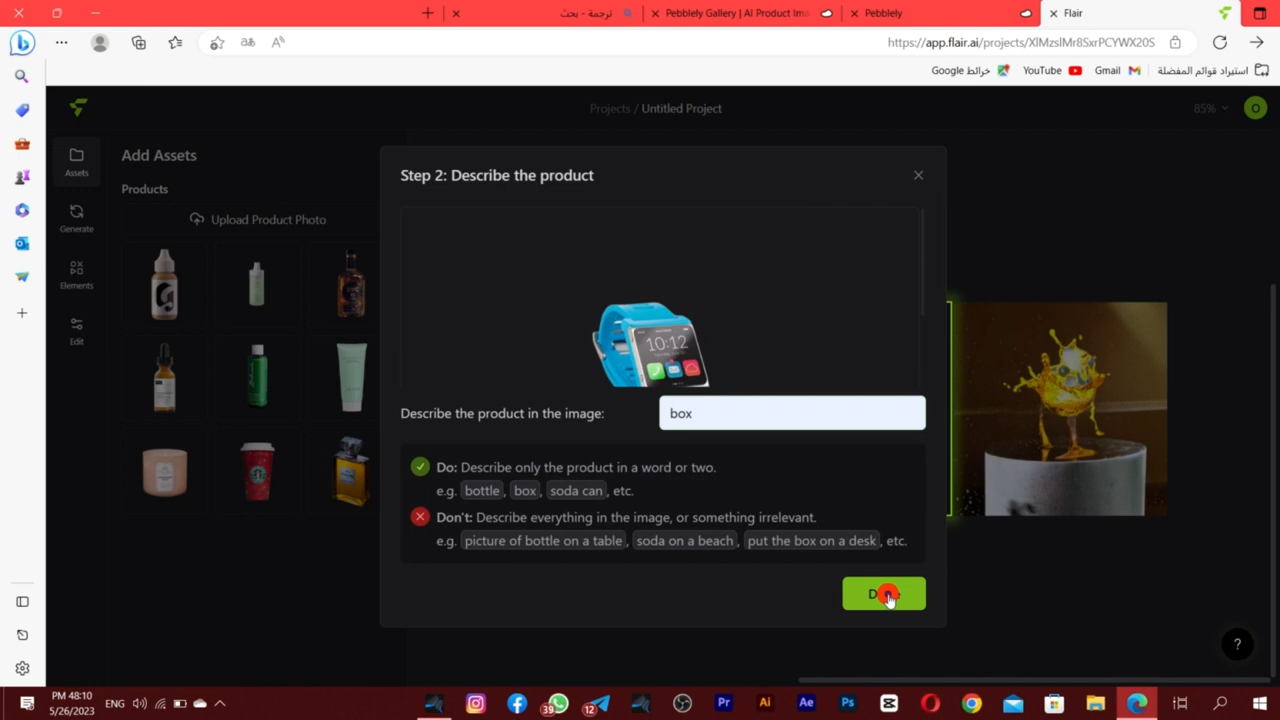 ترجمة - بحث
Pebblely Gallery | AI Product Ima
Pebblely
Flair
https://app.flair.ai/projects/XlMzslMr8SxrPCYWX20S
خرائط Google
YouTube
Gmail
استيراد قوائم المفضلة
Projects / Untitled Project
85%
O
Assets
Generate
Elements
Edit
Add Assets
Products
Upload Product Photo
Step 2: Describe the product
10:12
Describe the product in the image:
box
Do: Describe only the product in a word or two.
e.g. bottle, box, soda can, etc.
Don't: Describe everything in the image, or something irrelevant.
e.g. picture of bottle on a table, soda on a beach, put the box on a desk, etc.
?
PM 48:10
5/26/2023
ENG
39
12
Pr
Ai
Ae
Ps